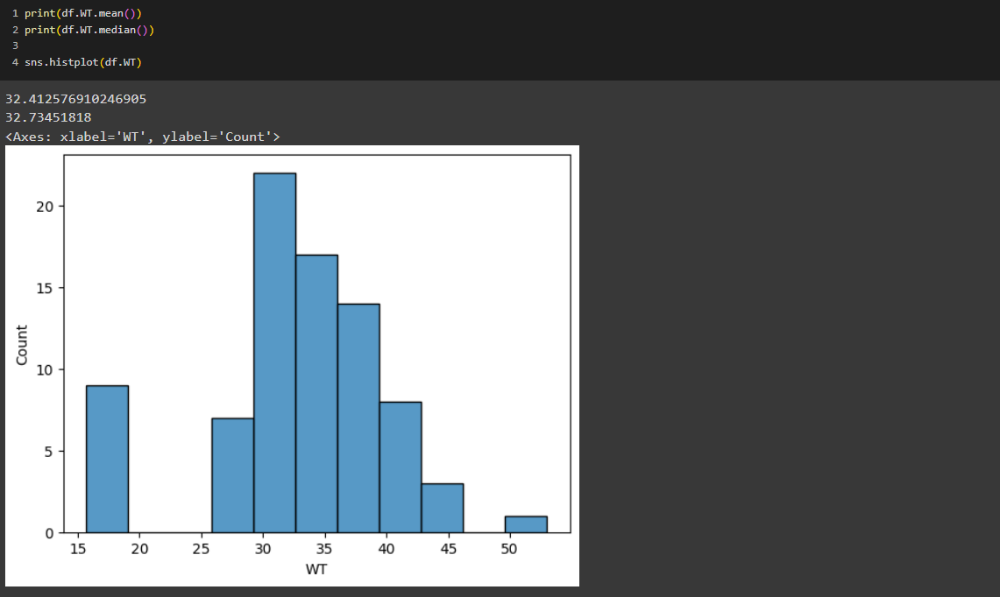 1 print(df.WT.mean())
2 print(df.WT.median())
3
4 sns.histplot(df.WT)
32.412576910246905
32.73451818
<Axes: xlabel='WT', ylabel='Count'>
20
15
10
5
0
Count
15 20 25 30 35 40 45 50
WT